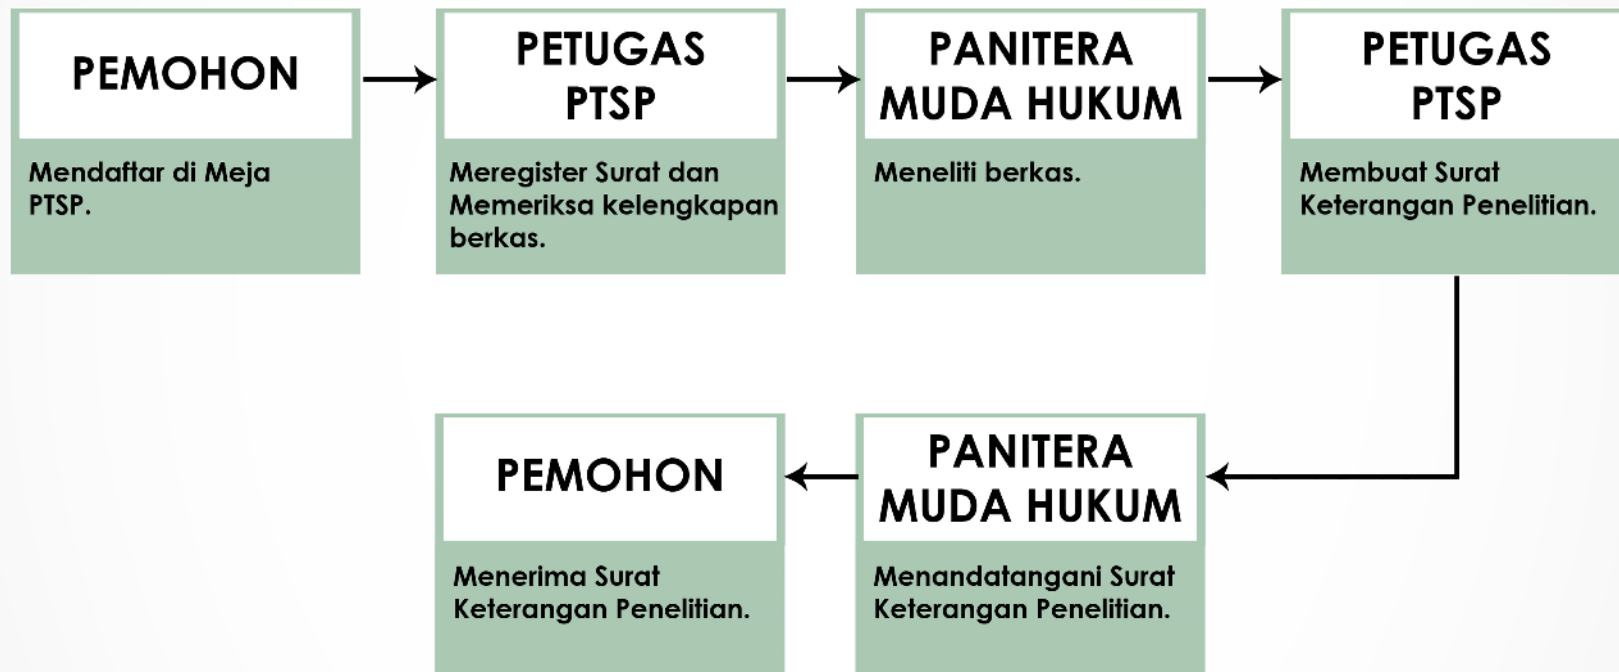 PEMOHON
Mendaftar di Meja
PTSP.
PETUGAS
PTSP
Meregister Surat dan
Memeriksa kelengkapan
berkas.
PANITERA
MUDA HUKUM
Meneliti berkas.
PETUGAS
PTSP
Membuat Surat
Keterangan Penelitian.
PANITERA
MUDA HUKUM
Menandatangani Surat
Keterangan Penelitian.
PEMOHON
Menerima Surat
Keterangan Penelitian.